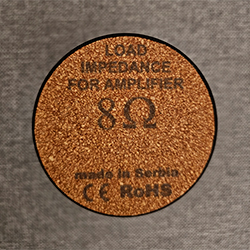 LOAD
IMPEDANCE
FOR AMPLIFIER
8Ω
made in Serbia
CE RoHS